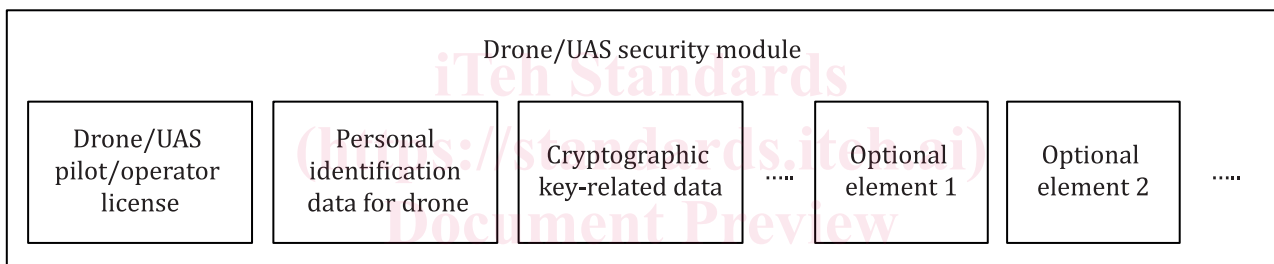 Drone/UAS security module
iTeh Standards
(https://standards.iteh.ai)
Document Preview
Drone/UAS
pilot/operator
license
Personal
identification
data for drone
Cryptographic
key-related data
.....
Optional
element 1
Optional
element 2
.....